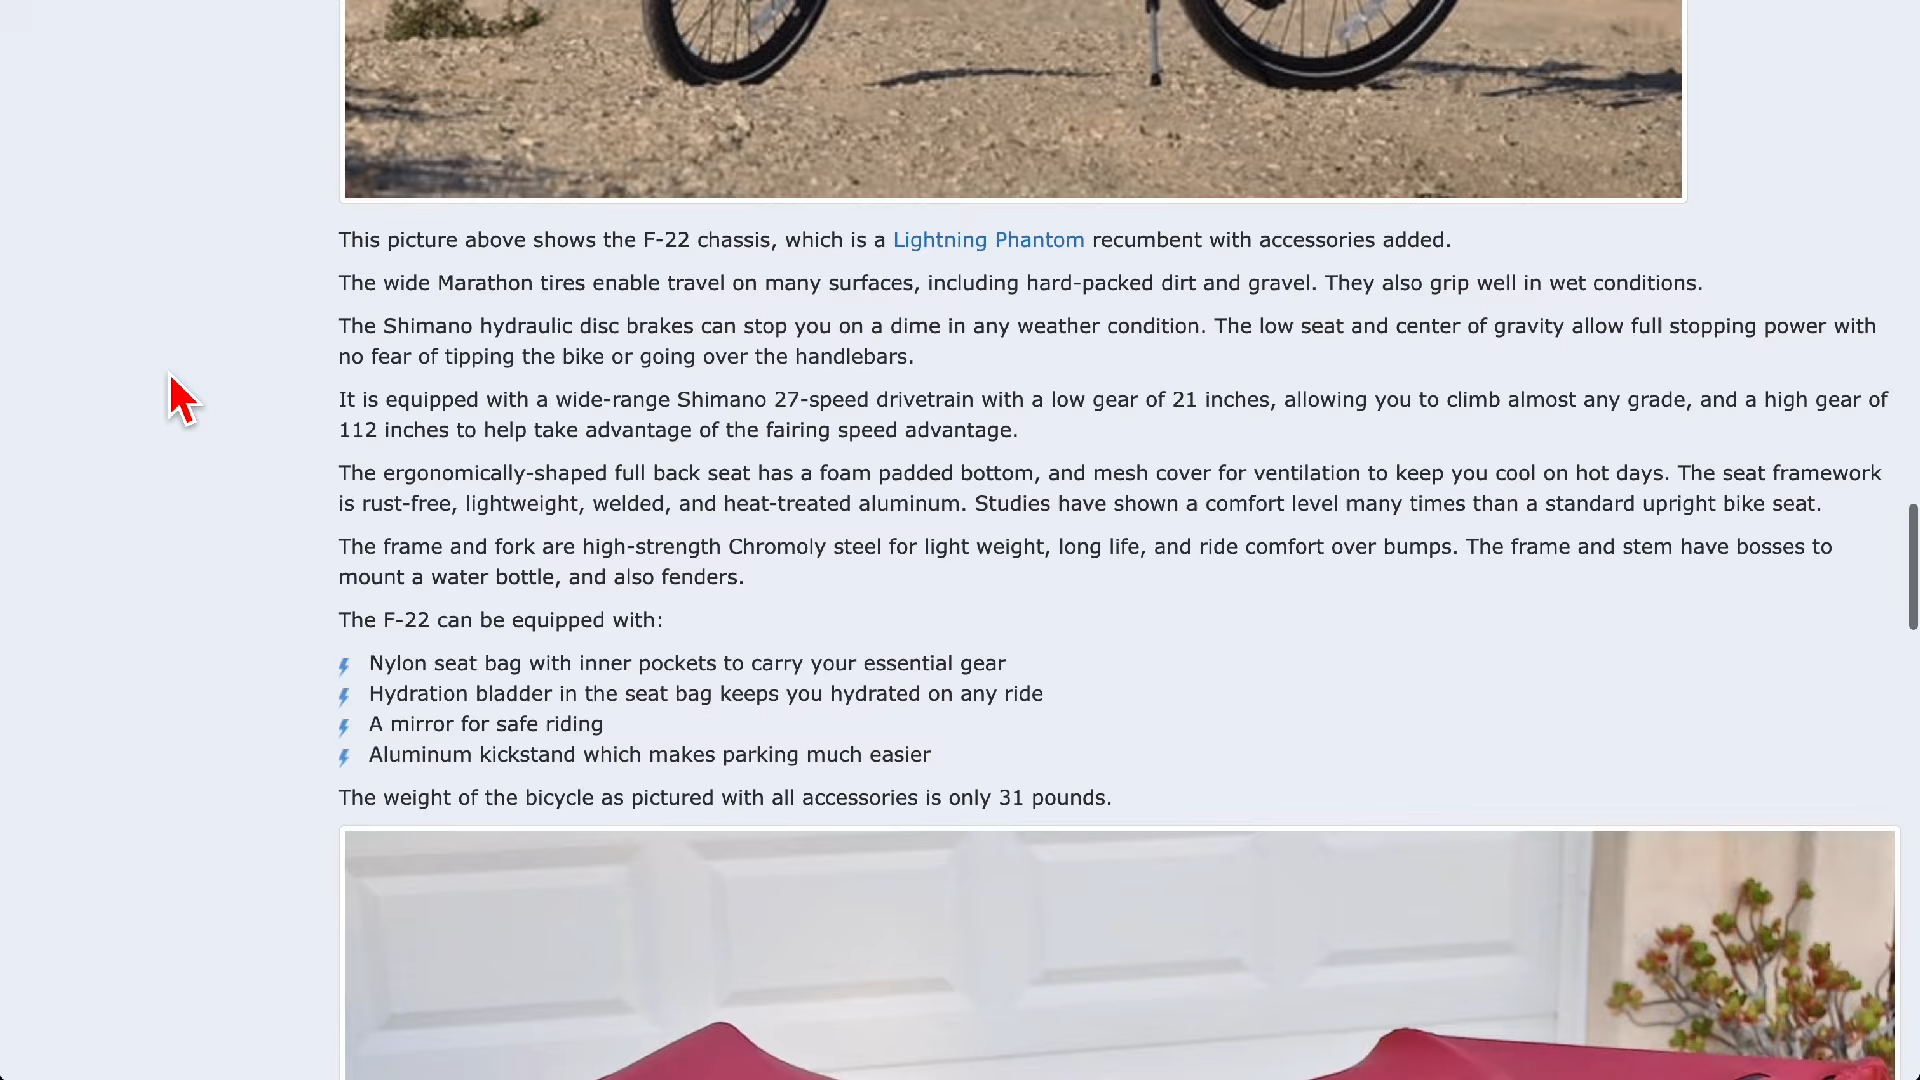 This picture above shows the F-22 chassis, which is a Lightning Phantom recumbent with accessories added.
The wide Marathon tires enable travel on many surfaces, including hard-packed dirt and gravel. They also grip well in wet conditions.
The Shimano hydraulic disc brakes can stop you on a dime in any weather condition. The low seat and center of gravity allow full stopping power with
no fear of tipping the bike or going over the handlebars.
It is equipped with a wide-range Shimano 27-speed drivetrain with a low gear of 21 inches, allowing you to climb almost any grade, and a high gear of
112 inches to help take advantage of the fairing speed advantage.
The ergonomically-shaped full back seat has a foam padded bottom, and mesh cover for ventilation to keep you cool on hot days. The seat framework
is rust-free, lightweight, welded, and heat-treated aluminum. Studies have shown a comfort level many times than a standard upright bike seat.
The frame and fork are high-strength Chromoly steel for light weight, long life, and ride comfort over bumps. The frame and stem have bosses to
mount a water bottle, and also fenders.
The F-22 can be equipped with:
Nylon seat bag with inner pockets to carry your essential gear
Hydration bladder in the seat bag keeps you hydrated on any ride
A mirror for safe riding
Aluminum kickstand which makes parking much easier
The weight of the bicycle as pictured with all accessories is only 31 pounds.